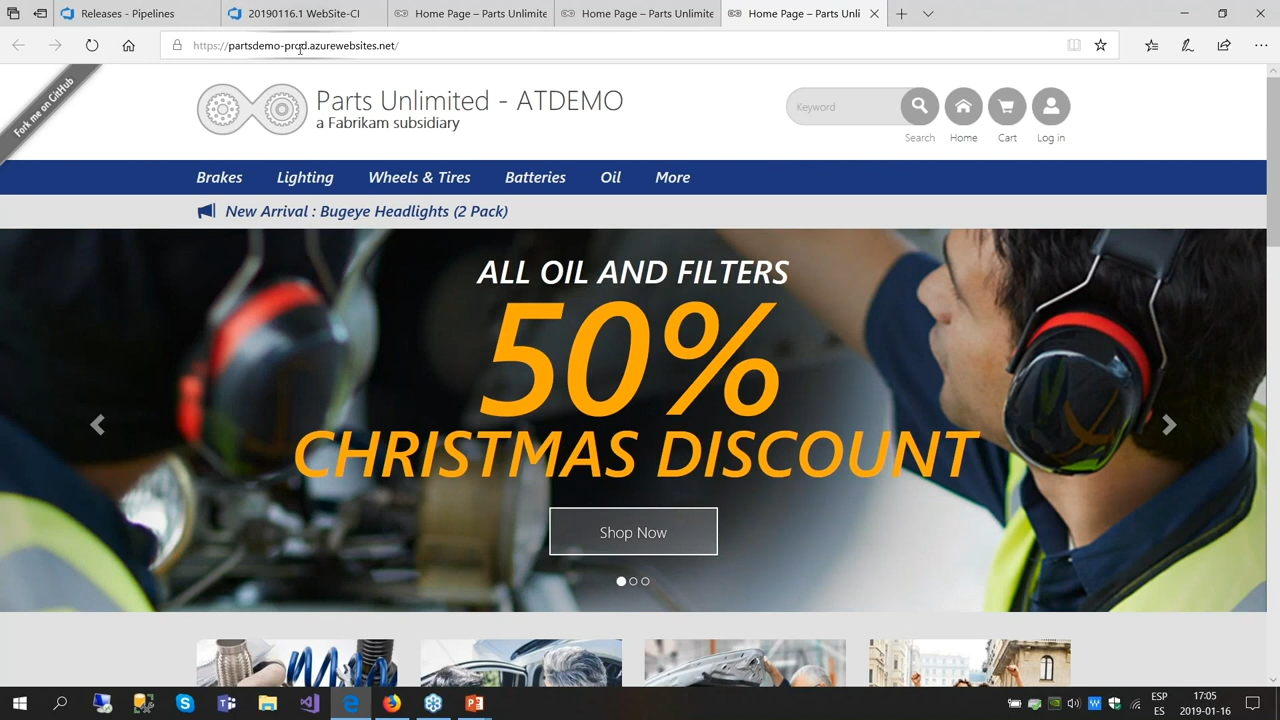 Releases - Pipelines
20190116.1 WebSite-CI
Home Page – Parts Unlimite
Home Page – Parts Unlimite
Home Page – Parts Unli
https://partsdemo-prod.azurewebsites.net/
Fork me on GitHub
Parts Unlimited - ATDEMO
a Fabrikam subsidiary
Keyword
Search
Home
Cart
Log in
Brakes
Lighting
Wheels & Tires
Batteries
Oil
More
New Arrival : Bugeye Headlights (2 Pack)
ALL OIL AND FILTERS
50%
CHRISTMAS DISCOUNT
Shop Now
ESP
ES
17:05
2019-01-16